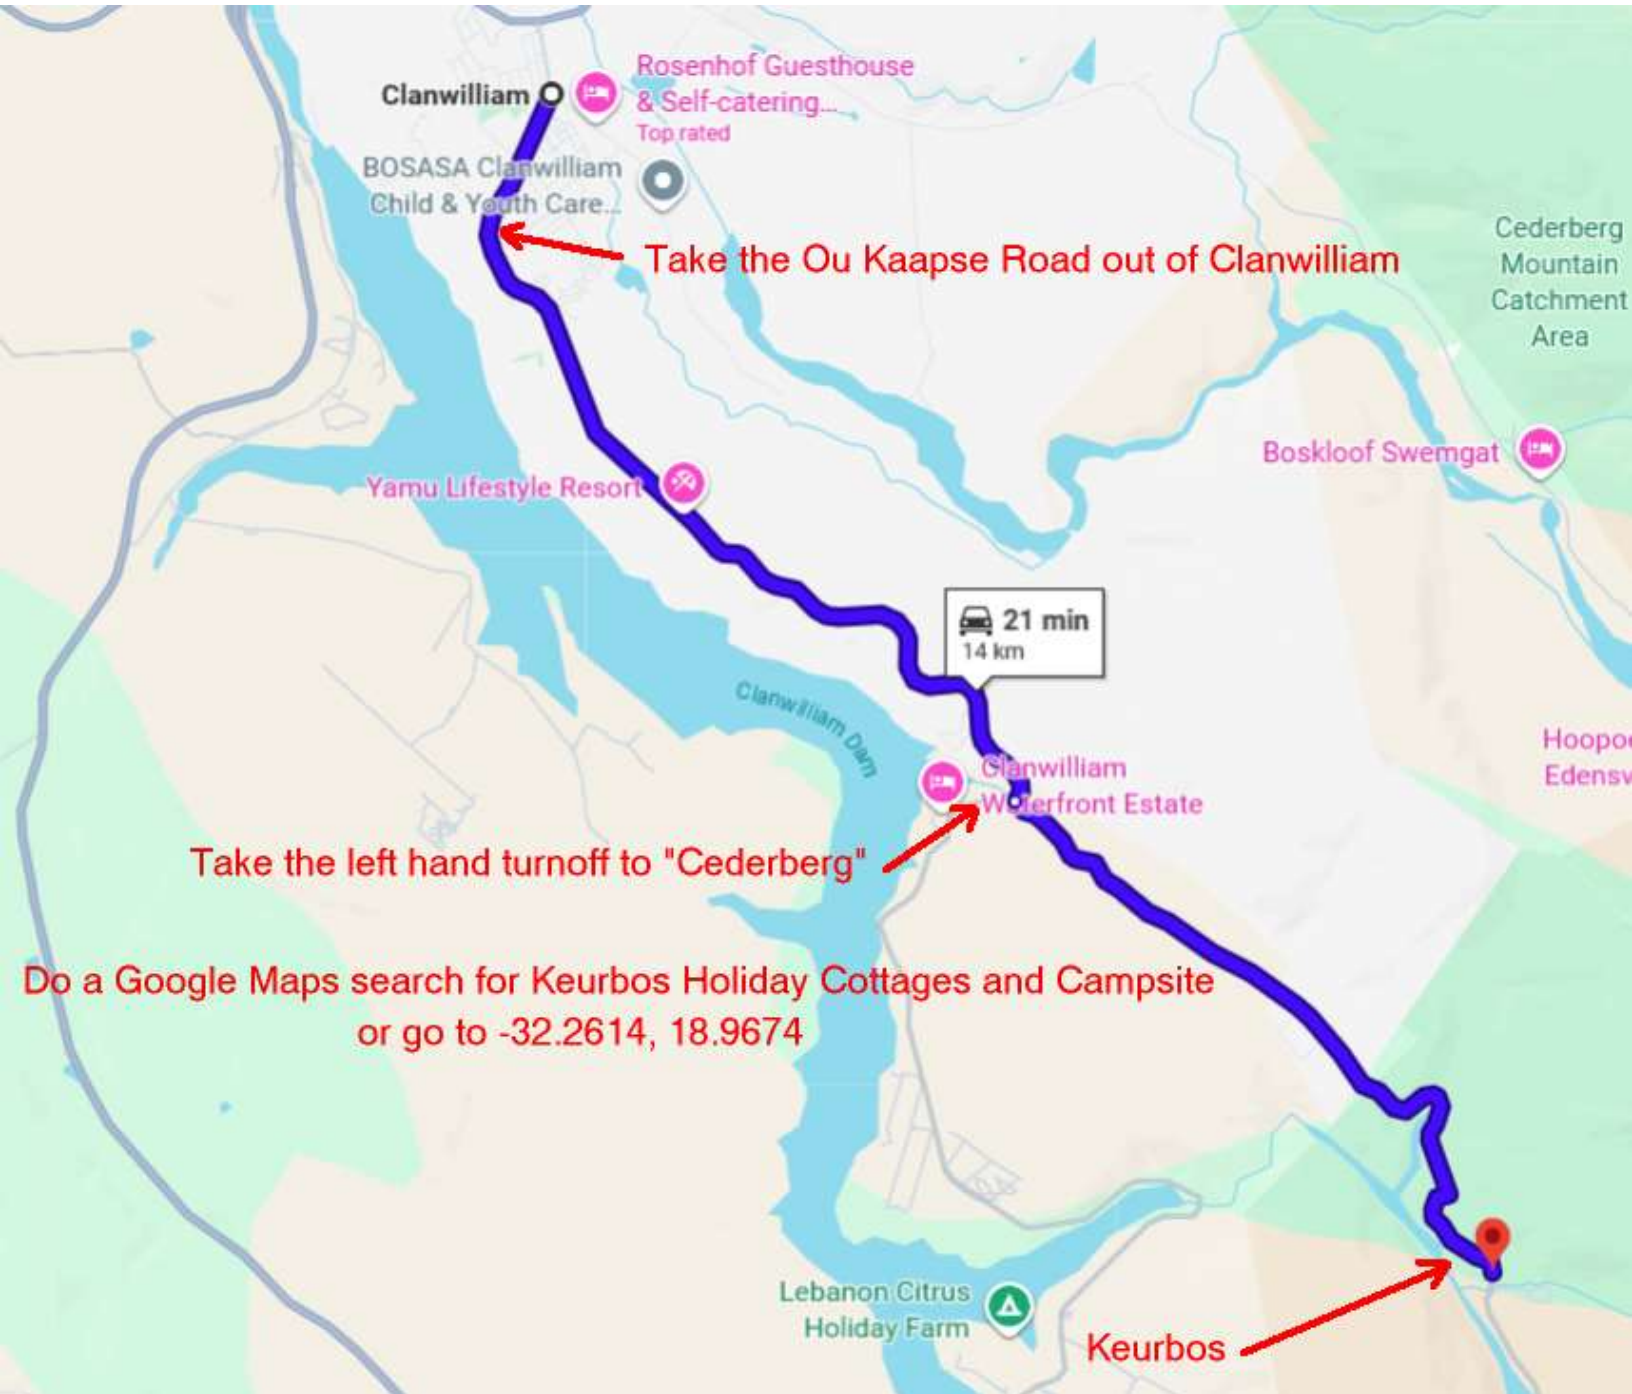 Rosenhof Guesthouse
& Self-catering...
Top rated
Clanwilliam
BOSASA Clanwilliam
Child & Youth Care...
Take the Ou Kaapse Road out of Clanwilliam
Cederberg
Mountain
Catchment
Area
Boskloof Swemgat
Yamu Lifestyle Resort
21 min
14 km
Clanwilliam Dam
Hoopoe
Edensv
Clanwilliam
Waterfront Estate
Take the left hand turnoff to "Cederberg"
Do a Google Maps search for Keurbos Holiday Cottages and Campsite
or go to -32.2614, 18.9674
Lebanon Citrus
Holiday Farm
Keurbos